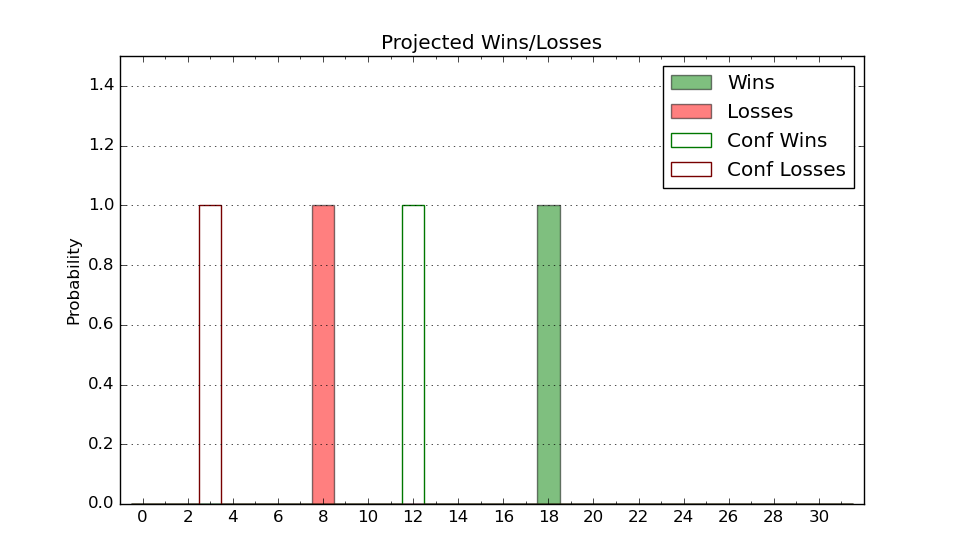 Projected Wins/Losses
1.4
1.2
1.0
0.8
0.6
0.4
0.2
0.0
Probability
Wins
Losses
Conf Wins
Conf Losses
0 2 4 6 8 10 12 14 16 18 20 22 24 26 28 30